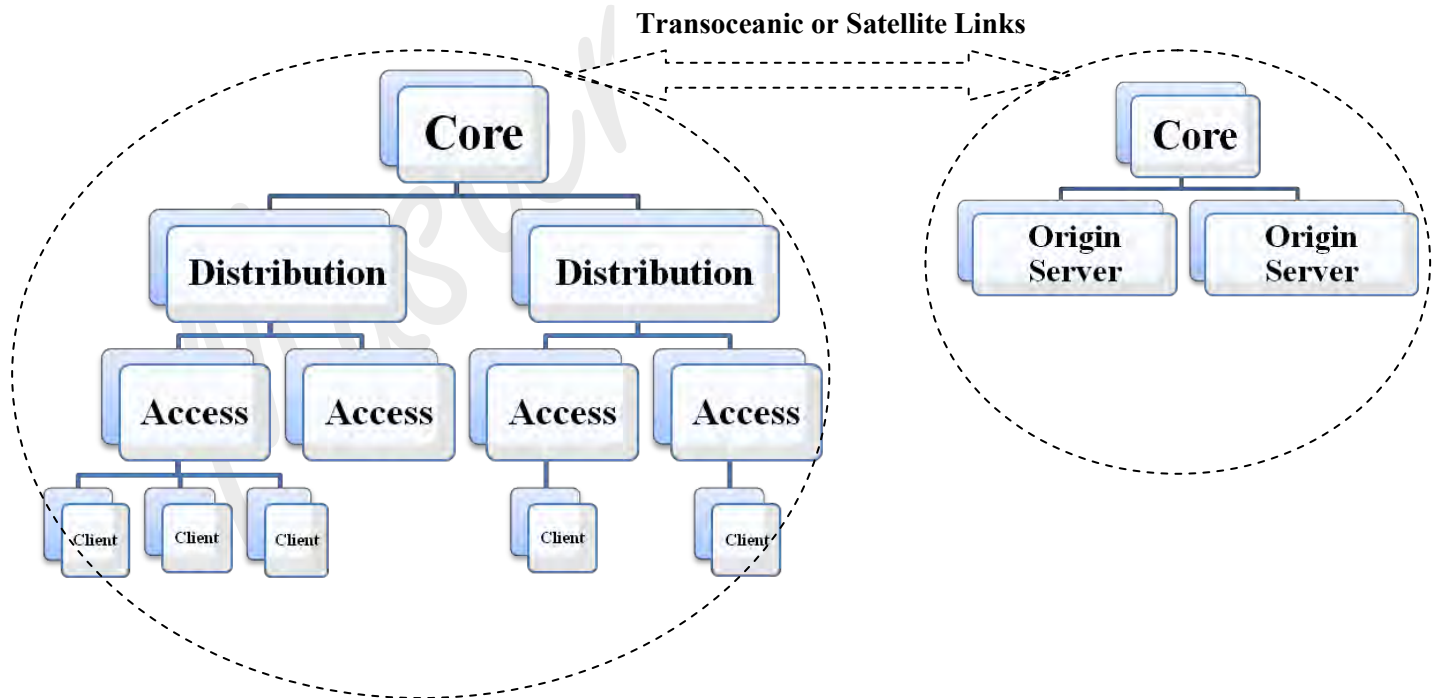 Transoceanic or Satellite Links
Core
Core
Distribution
Distribution
Origin
Server
Origin
Server
Access
Access
Access
Access
Client
Client
Client
Client
Client